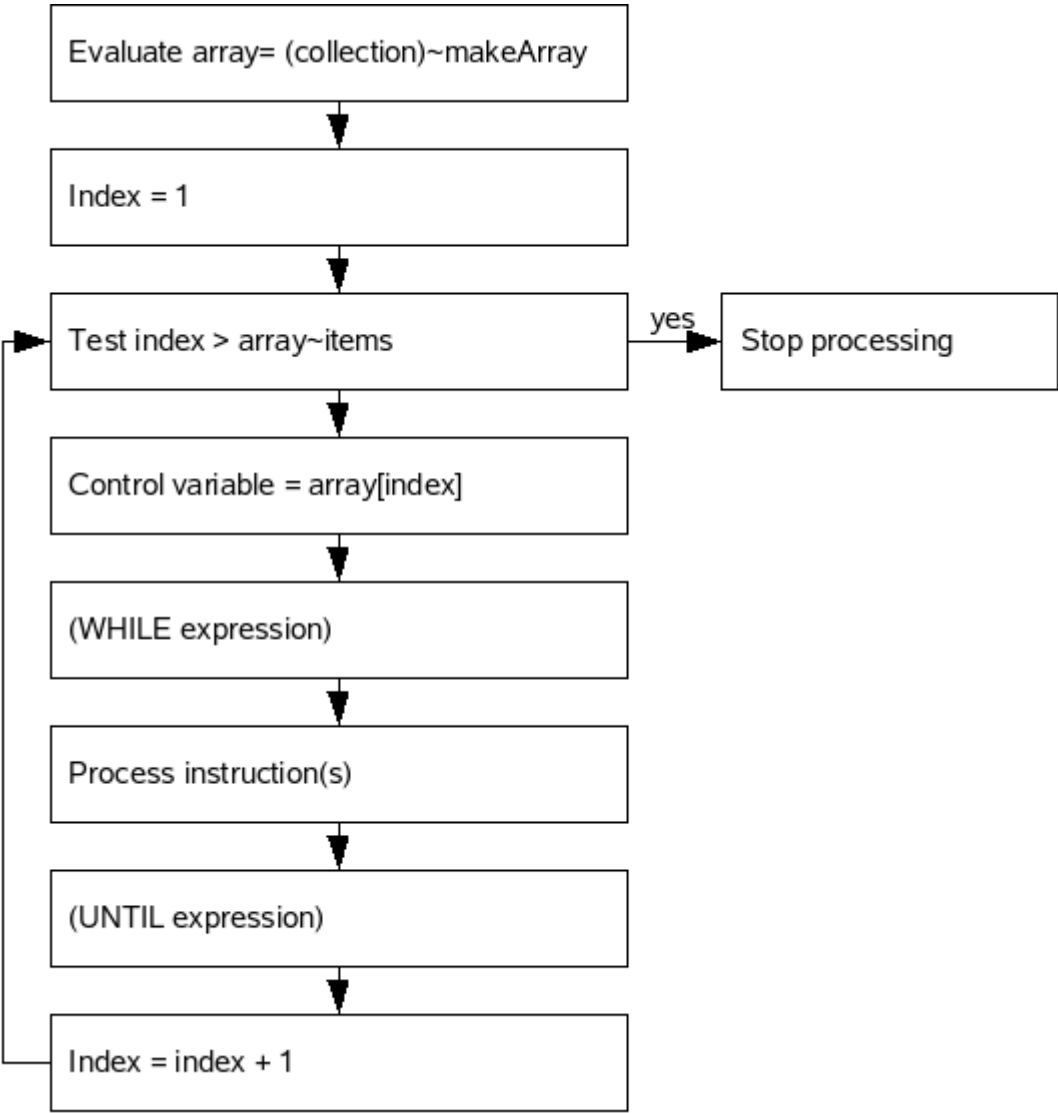 Evaluate array= (collection)~makeArray
Index = 1
Test index > array~items
yes
Stop processing
Control variable = array[index]
(WHILE expression)
Process instruction(s)
(UNTIL expression)
Index = index + 1